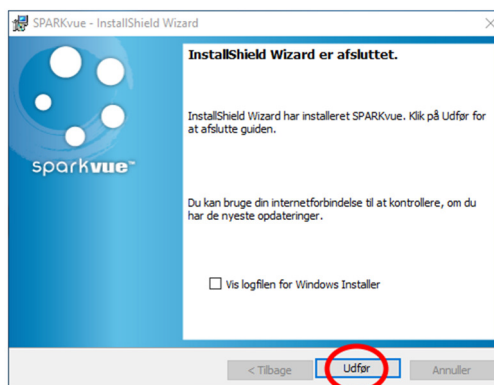 SPARKvue - InstallShield Wizard
InstallShield Wizard er afsluttet.
InstallShield Wizard har installeret SPARKvue. Klik på Udfør for
at afslutte guiden.
sparkvue™
Du kan bruge din internetforbindelse til at kontrollere, om du
har de nyeste opdateringer.
Vis logfilen for Windows Installer
< Tilbage
Udfør
Annuller